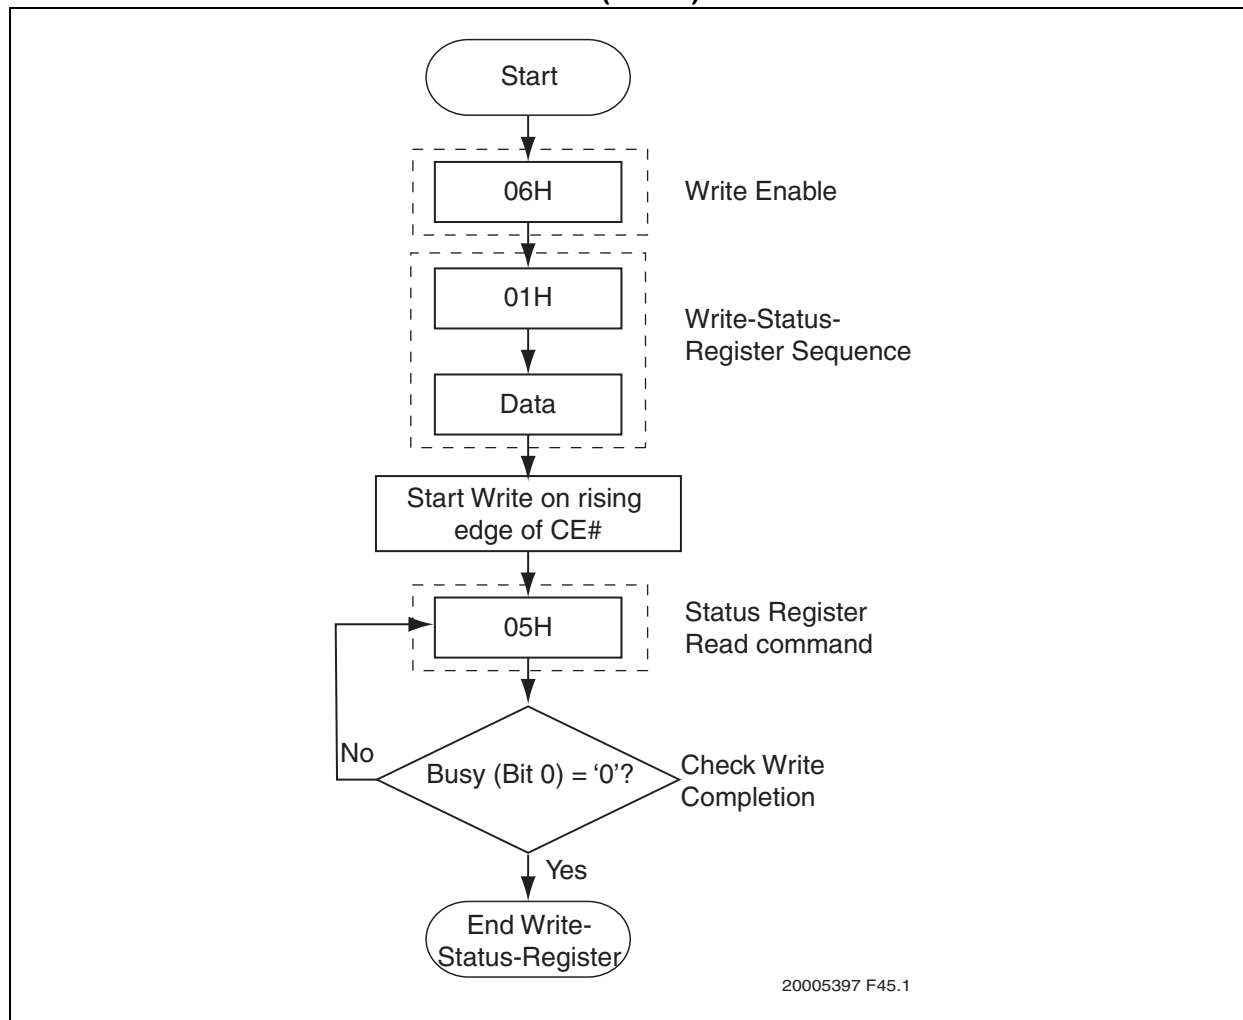 Start
06H
Write Enable
01H
Write-Status-
Register Sequence
Data
Start Write on rising
edge of CE#
05H
Status Register
Read command
No
Busy (Bit 0) = ‘0’?
Check Write
Completion
Yes
End Write-
Status-Register
20005397 F45.1